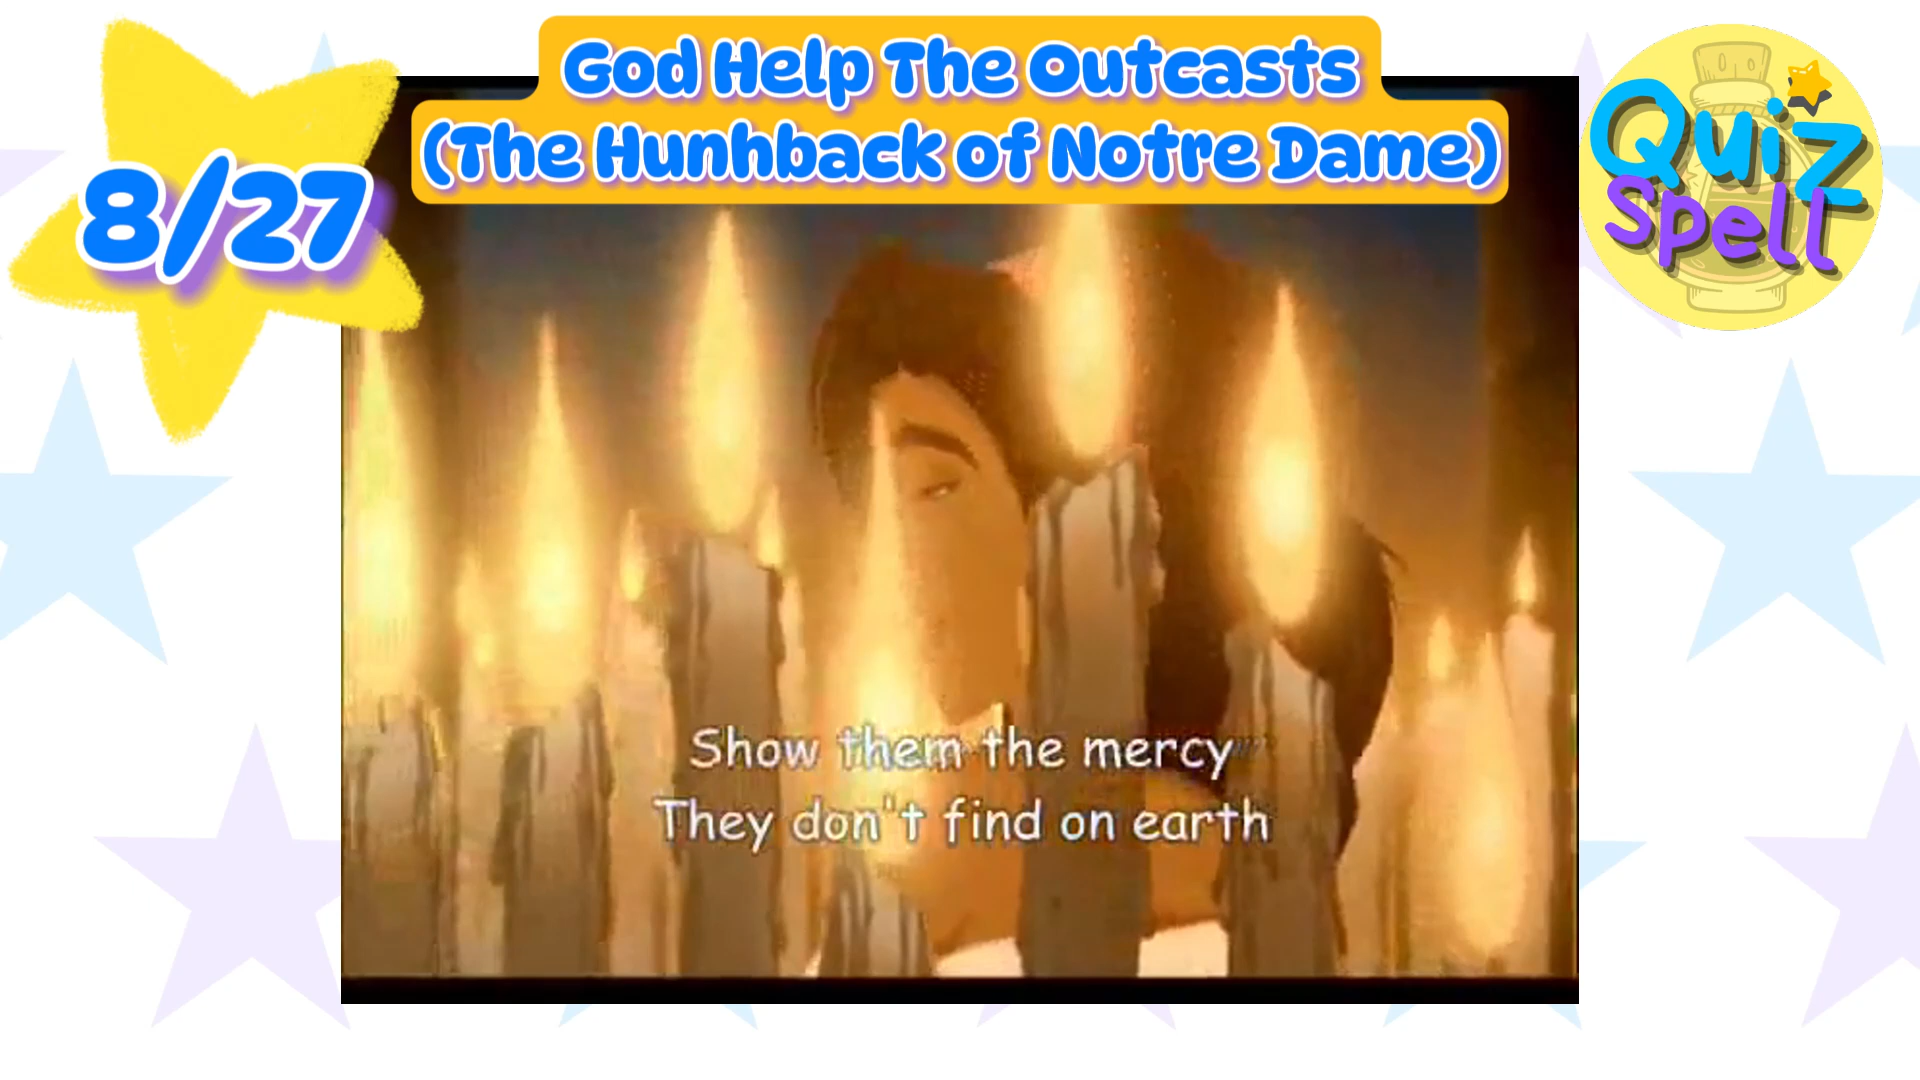 God Help The Outcasts
(The Hunhback of Notre Dame)
8/27
Quiz
Spell
Show them the mercy
They don't find on earth